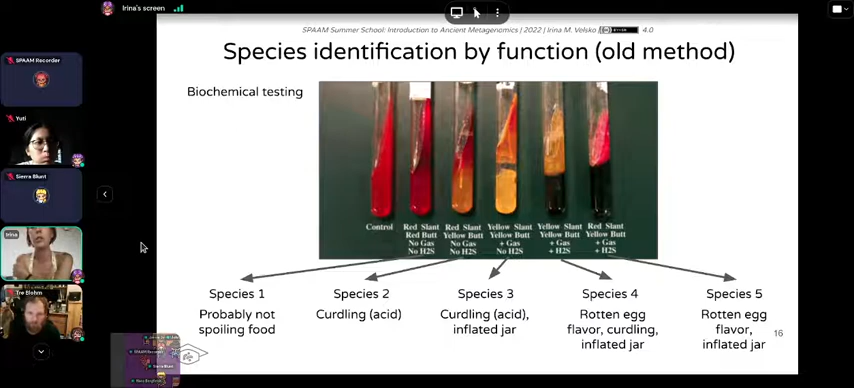 Irina's screen
SPAAM Summer School: Introduction to Ancient Metagenomics | 2022 | Irina M. Velsko
4.0
Species identification by function (old method)
Biochemical testing
Control
Red Slant
Red Butt
No Gas
No H2S
Red Slant
Yellow Butt
No Gas
No H2S
Yellow Slant
Yellow Butt
+ Gas
No H2S
Yellow Slant
Yellow Butt
+ Gas
+ H2S
Red Slant
Yellow Butt
+ Gas
+ H2S
Species 1
Probably not
spoiling food
Species 2
Curdling (acid)
Species 3
Curdling (acid),
inflated jar
Species 4
Rotten egg
flavor, curdling,
inflated jar
Species 5
Rotten egg
flavor,
inflated jar
16
SPAAM Recorder
Yuti
Sierra Blunt
Irina